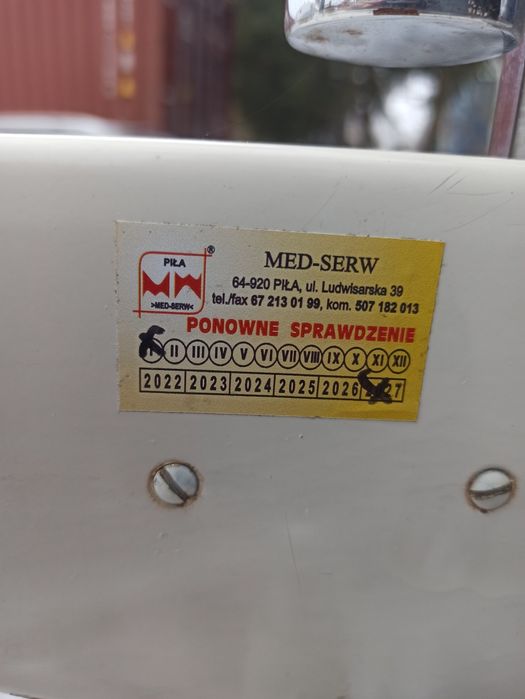 PIŁA
®
>MED-SERW<
MED-SERW
64-920 PIŁA, ul. Ludwisarska 39
tel./fax 67 213 01 99, kom. 507 182 013
PONOWNE SPRAWDZENIE
I II III IV V VI VII VIII IX X XI XII
2022 2023 2024 2025 2026 2027